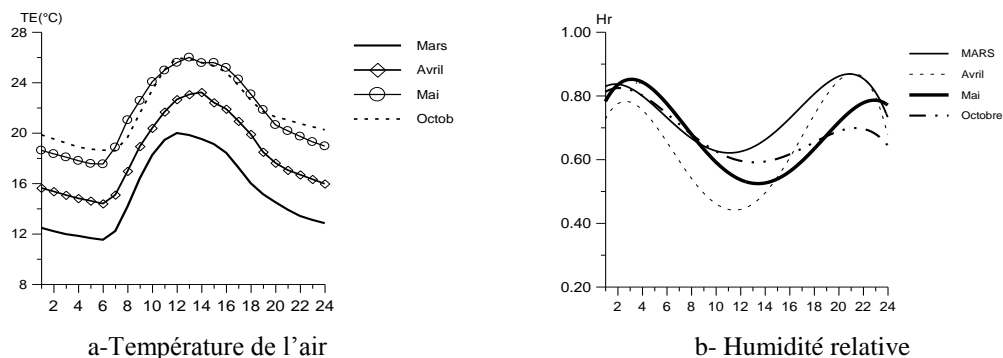 TE(°C)
28
24
20
16
12
8
2 4 6 8 10 12 14 16 18 20 22 24
Mars
Avril
Mai
Octob
a-Température de l'air
Hr
1.00
0.80
0.60
0.40
0.20
2 4 6 8 10 12 14 16 18 20 22 24
MARS
Avril
Mai
Octobre
b- Humidité relative